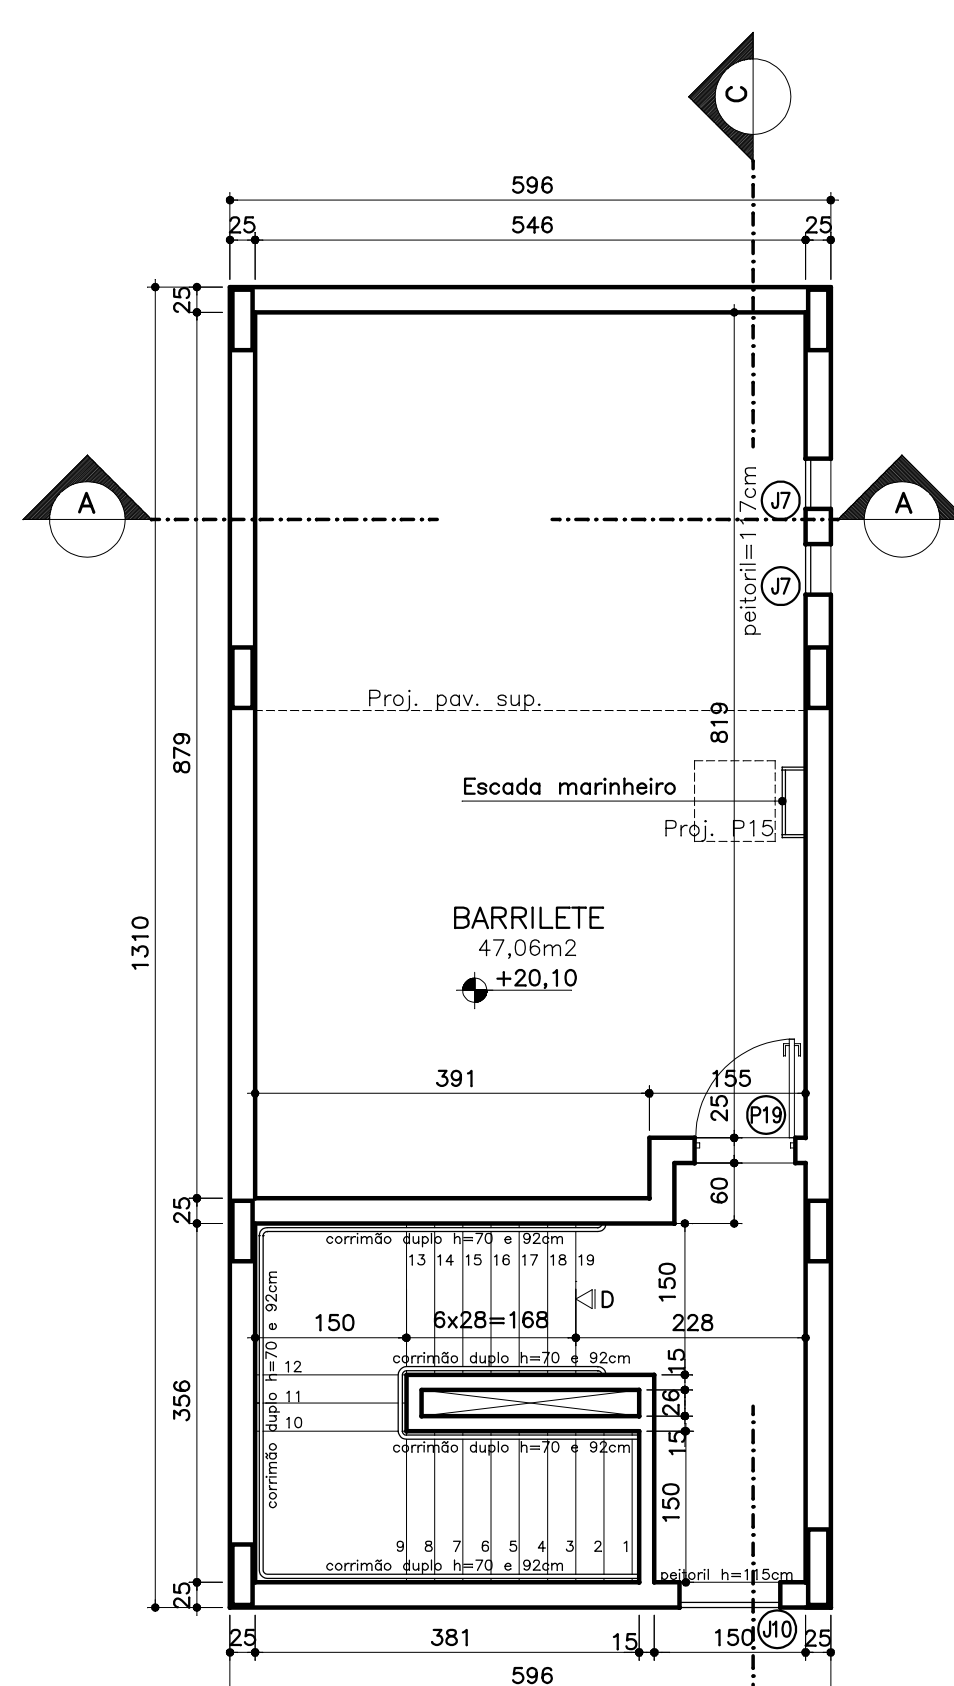 C
596
25 546 25
25
A
J7
A
peitoril=117cm
J7
Proj. pav. sup.
819
879
Escada marinheiro
Proj. P15
BARRILETE
47,06m2
+20,10
1310
391 155
25
P19
60
25
corrimão duplo h=70 e 92cm
13 14 15 16 17 18 19
150
D
corrimão duplo h=70 e 92cm
150 6x28=168 228
corrimão duplo h=70 e 92cm
15
12
11
10
26
356
15
corrimão duplo h=70 e 92cm
150
9 8 7 6 5 4 3 2 1
corrimão duplo h=70 e 92cm
peitoril h=115cm
25
J10
25 381 15 150 25
596